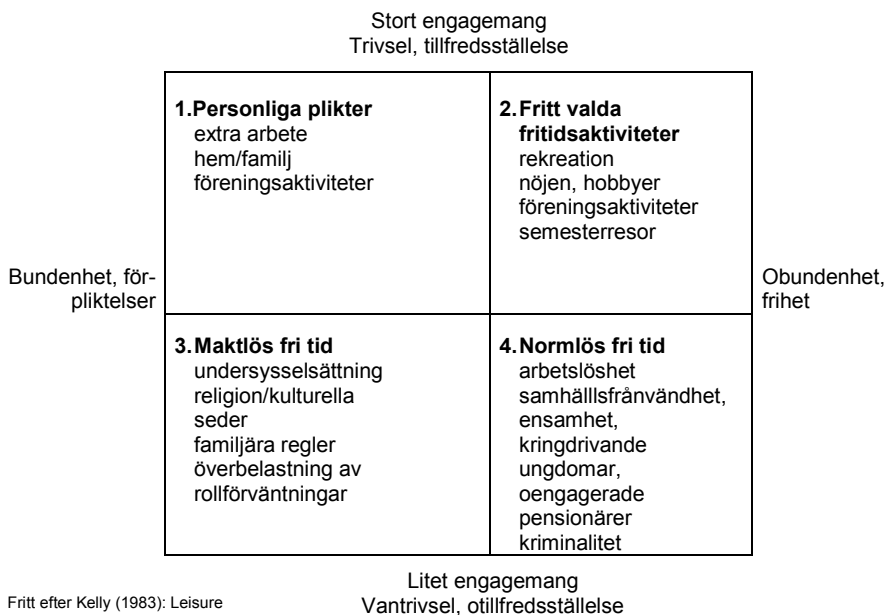 Stort engagemang
Trivsel, tillfredsställelse
1.Personliga plikter
extra arbete
hem/familj
föreningsaktiviteter
2.Fritt valda
fritidsaktiviteter
rekreation
nöjen, hobbyer
föreningsaktiviteter
semesterresor
Bundenhet, för-
pliktelser
Obundenhet,
frihet
3.Maktlös fri tid
undersysselsättning
religion/kulturella
seder
familjära regler
överbelastning av
rollförväntningar
4.Normlös fri tid
arbetslöshet
samhälllsfrånvändhet,
ensamhet,
kringdrivande
ungdomar,
oengagerade
pensionärer
kriminalitet
Litet engagemang
Vantrivsel, otillfredsställelse
Fritt efter Kelly (1983): Leisure